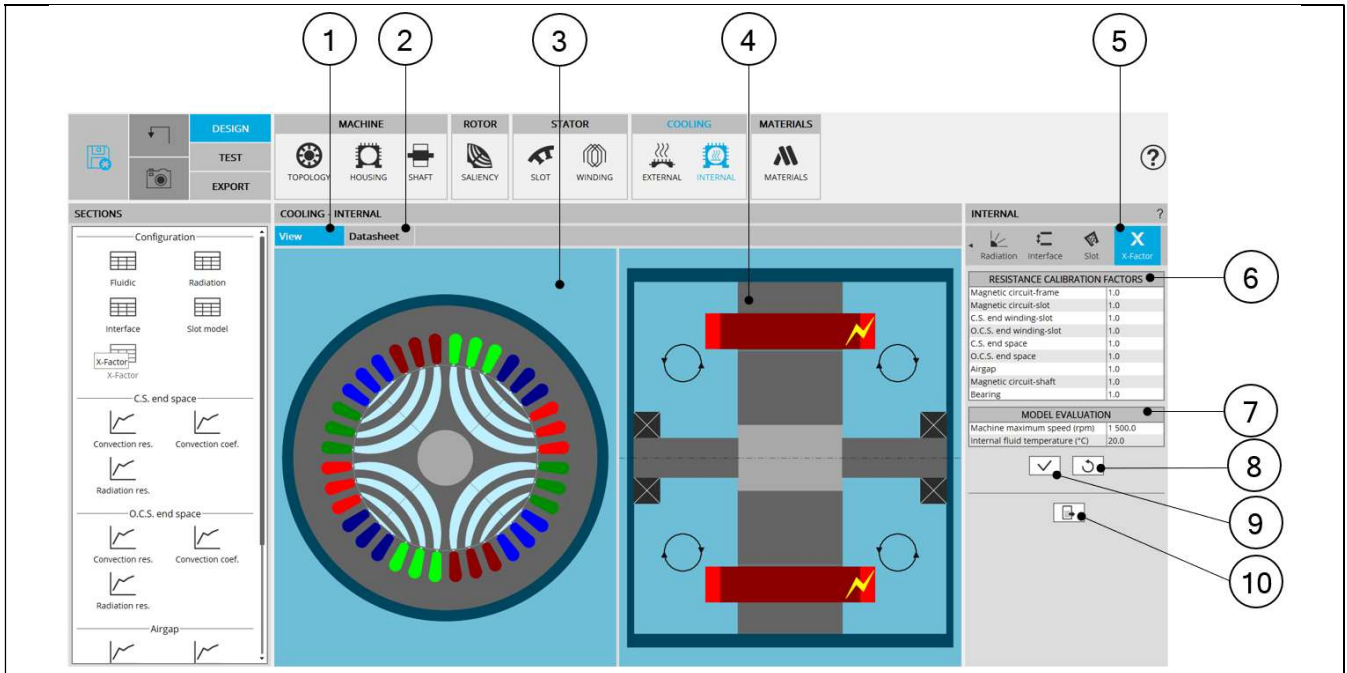 1
2
3
4
5
DESIGN
TEST
EXPORT
MACHINE
ROTOR
STATOR
COOLING
MATERIALS
TOPOLOGY
HOUSING
SHAFT
SALIENCY
SLOT
WINDING
EXTERNAL
INTERNAL
MATERIALS
?
SECTIONS
COOLING - INTERNAL
INTERNAL
?
View
Datasheet
Configuration
Fluidic
Radiation
Interface
Slot model
X-Factor
X-Factor
C.S. end space
Convection res.
Convection coef.
Radiation res.
O.C.S. end space
Convection res.
Convection coef.
Radiation res.
Airgap
Radiation
Interface
Slot
X
X-Factor
RESISTANCE CALIBRATION FACTORS
6
Magnetic circuit-frame 1.0
Magnetic circuit-slot 1.0
C.S. end winding-slot 1.0
O.C.S. end winding-slot 1.0
C.S. end space 1.0
O.C.S. end space 1.0
Airgap 1.0
Magnetic circuit-shaft 1.0
Bearing 1.0
MODEL EVALUATION
7
Machine maximum speed (rpm) 1 500.0
Internal fluid temperature (°C) 20.0
8
9
10